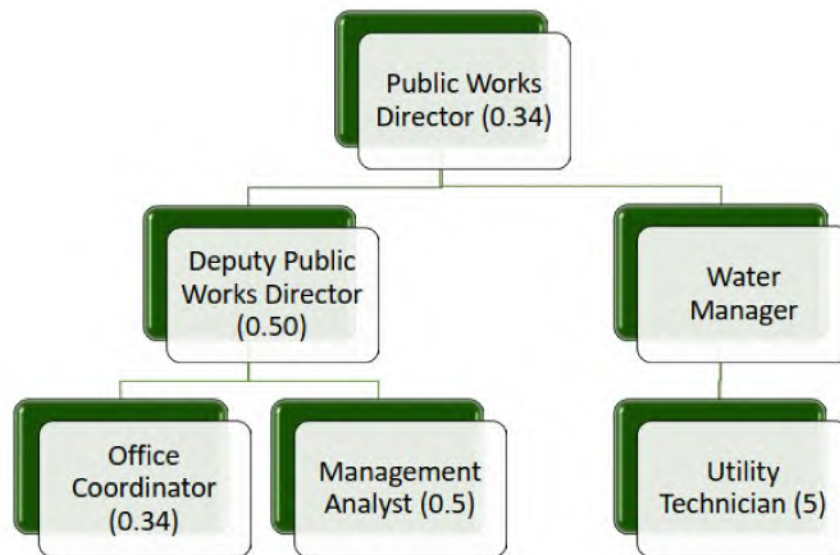 Public Works
Director (0.34)
Deputy Public
Works Director
(0.50)
Water
Manager
Office
Coordinator
(0.34)
Management
Analyst (0.5)
Utility
Technician (5)